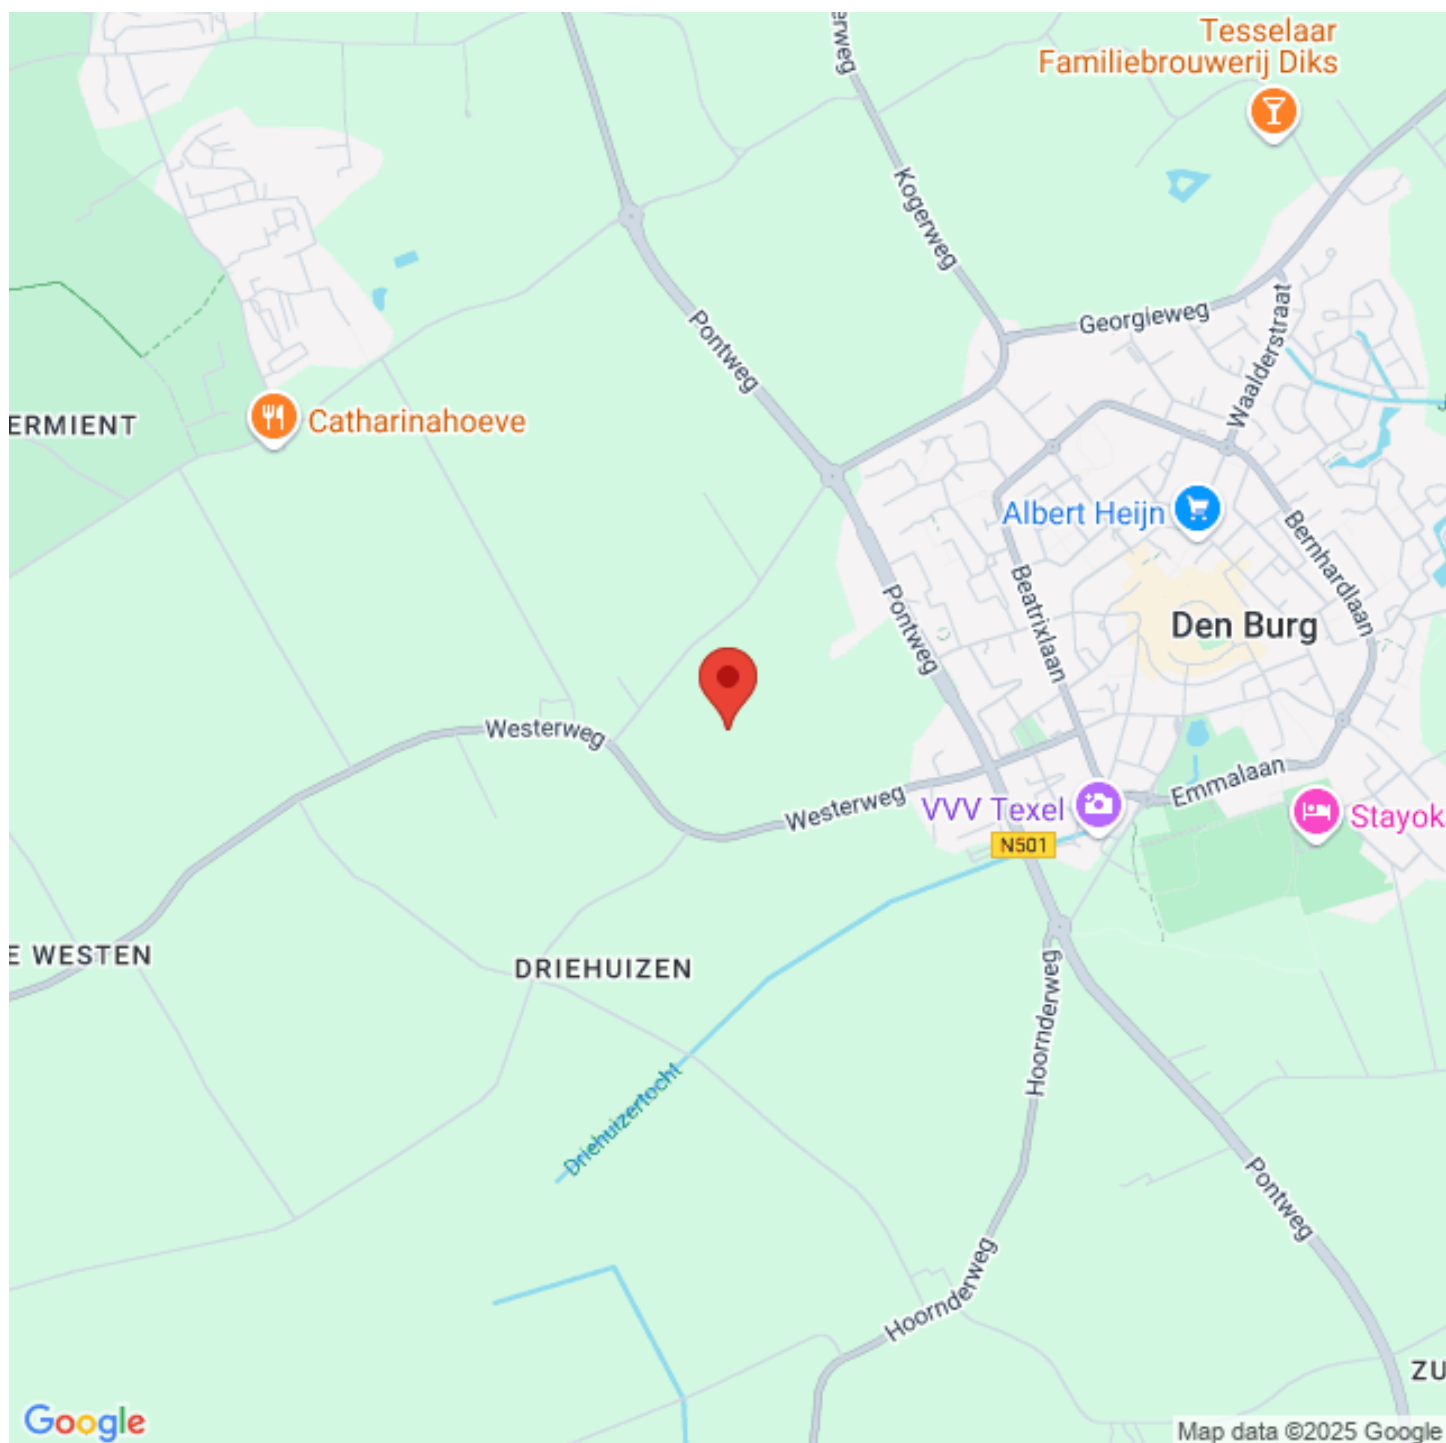 Tesselaar
Familiebrouwerij Diks
erweg
Kogerweg
Georgieweg
Waalderstraat
Pontweg
ERMIENT
Catharinahoeve
Albert Heijn
Bernhardlaan
Beatrixlaan
Pontweg
Den Burg
Westerweg
Westerweg
Emmalaan
VVV Texel
N501
Stayok
E WESTEN
DRIEHUIZEN
Hoornderweg
Driehuizertocht
Pontweg
Hoornderweg
ZU
Google
Map data ©2025 Google